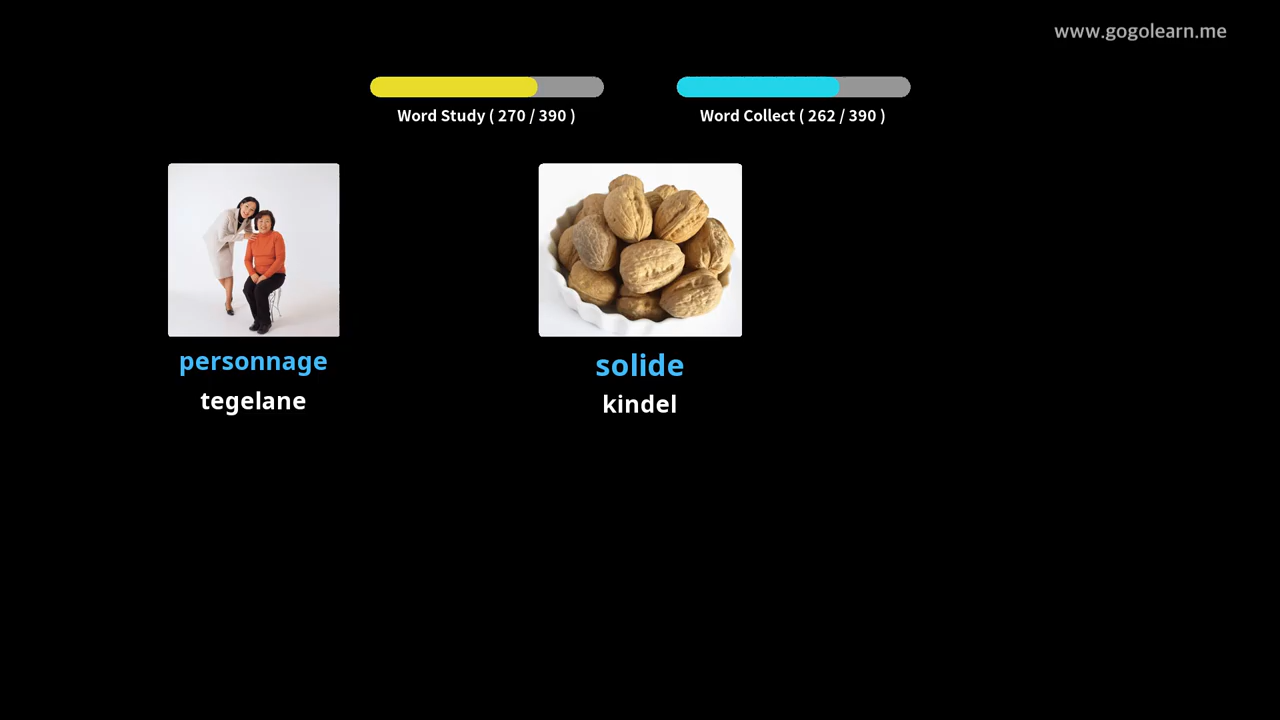 www.gogolearn.me
Word Study ( 270 / 390 )
Word Collect ( 262 / 390 )
personnage
tegelane
solide
kindel